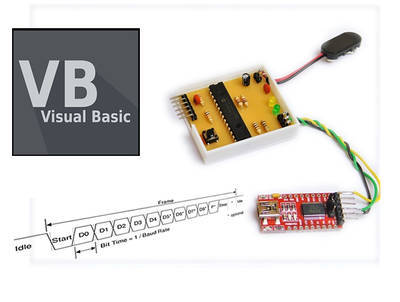 VB
Visual Basic
Frame
Idle
Start D0 D1 D2 D3 D4 D5* D6* D7* D8* P*
Bit Time = 1 / Baud Rate